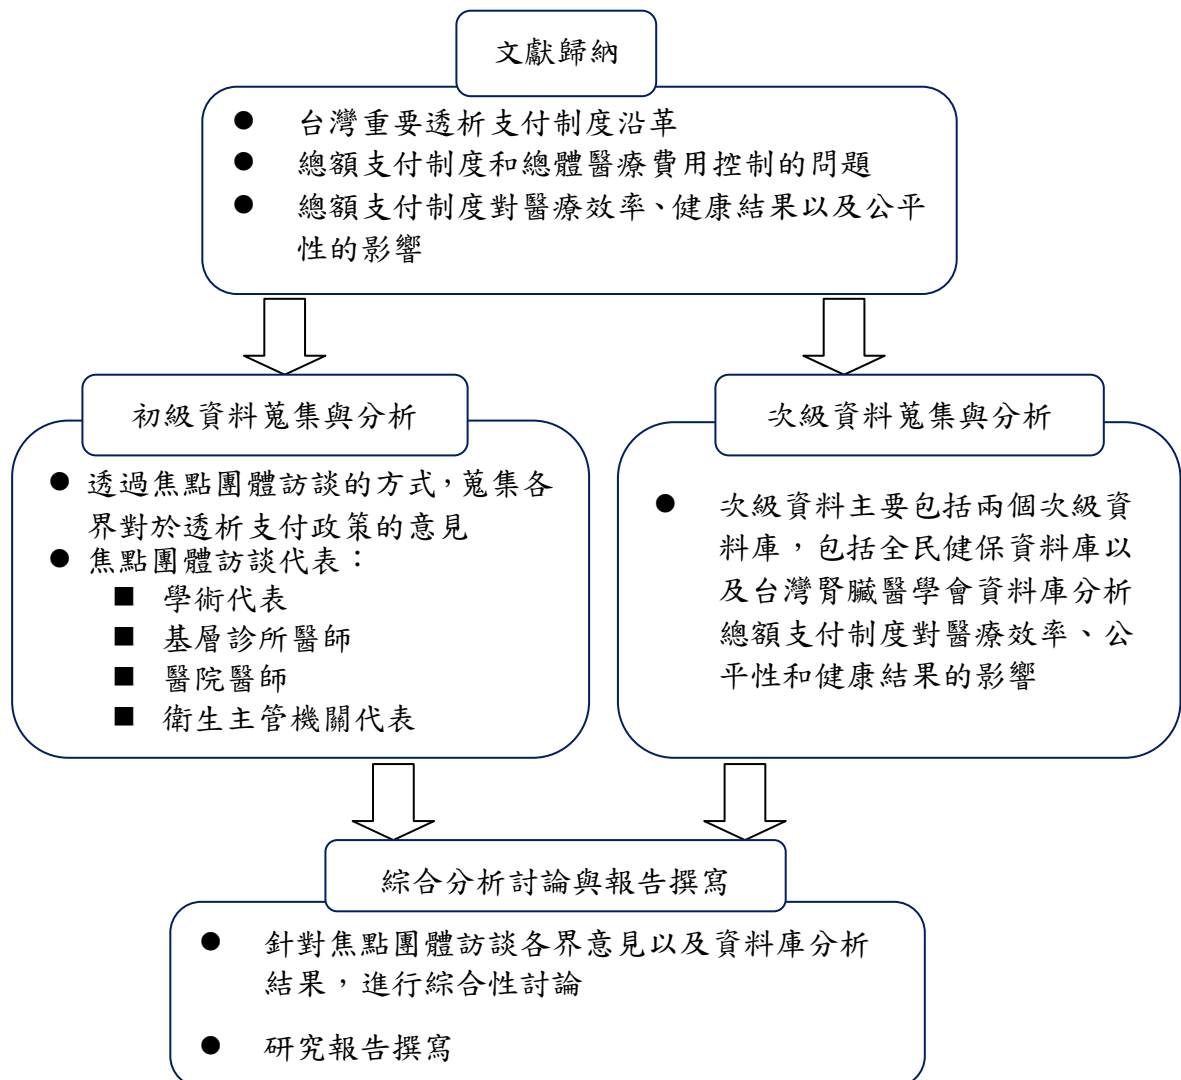 文獻歸納
● 台灣重要透析支付制度沿革
● 總額支付制度和總體醫療費用控制的問題
● 總額支付制度對醫療效率、健康結果以及公平
性的影響
初級資料蒐集與分析
● 透過焦點團體訪談的方式，蒐集各
界對於透析支付政策的意見
● 焦點團體訪談代表：
■ 學術代表
■ 基層診所醫師
■ 醫院醫師
■ 衛生主管機關代表
次級資料蒐集與分析
● 次級資料主要包括兩個次級資
料庫，包括全民健保資料庫以
及台灣腎臟醫學會資料庫分析
總額支付制度對醫療效率、公
平性和健康結果的影響
綜合分析討論與報告撰寫
● 針對焦點團體訪談各界意見以及資料庫分析
結果，進行綜合性討論
● 研究報告撰寫